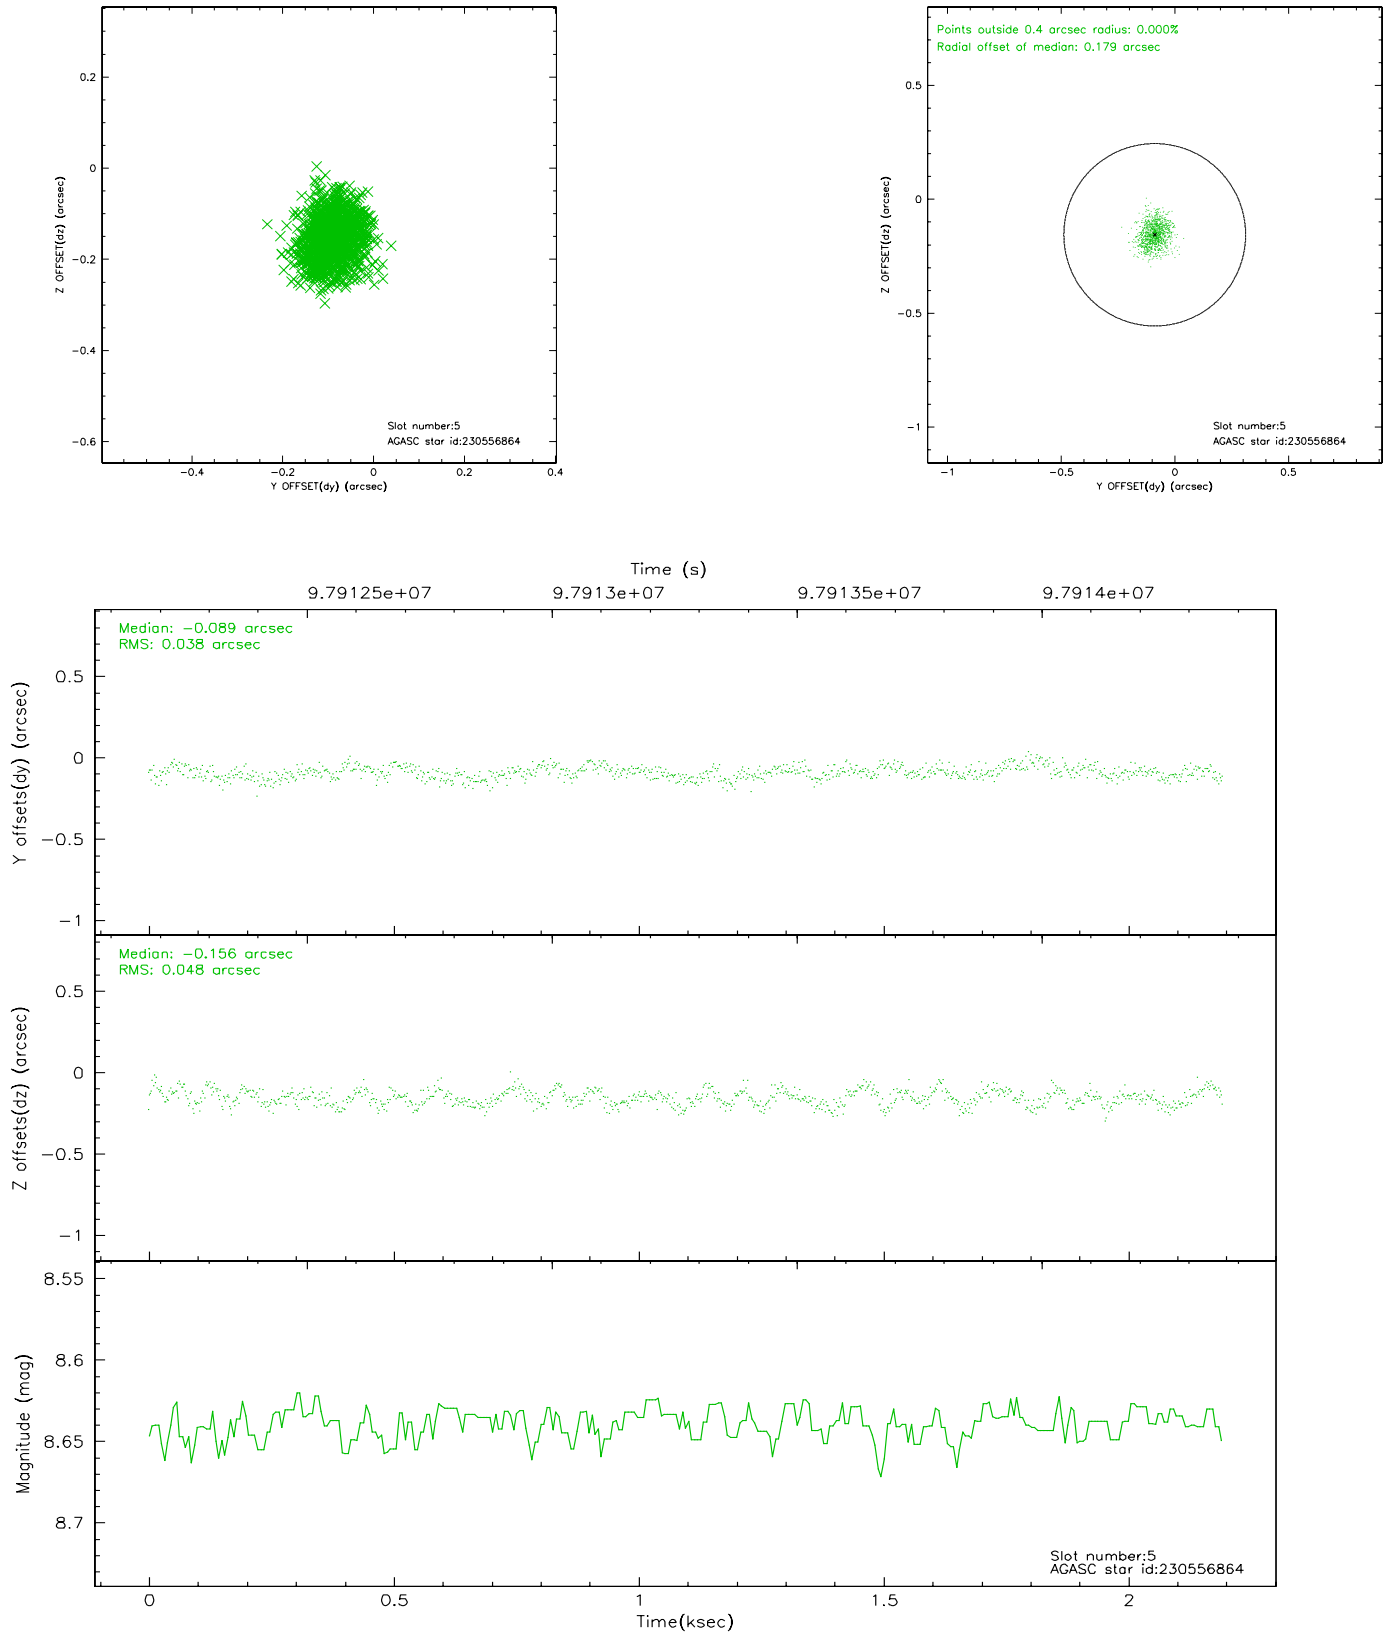 0.2
0
-0.2
-0.4
-0.6
Z OFFSET(dz) (arcsec)
Slot number:5
AGASC star id:230556864
-0.4 -0.2 0 0.2 0.4
Y OFFSET(dy) (arcsec)
Points outside 0.4 arcsec radius: 0.000%
Radial offset of median: 0.179 arcsec
0.5
0
-0.5
-1
Z OFFSET(dz) (arcsec)
Slot number:5
AGASC star id:230556864
-1 -0.5 0 0.5
Y OFFSET(dy) (arcsec)
Time (s)
9.79125e+07 9.7913e+07 9.79135e+07 9.7914e+07
Median: -0.089 arcsec
RMS: 0.038 arcsec
0.5
0
-0.5
-1
Y offsets(dy) (arcsec)
Median: -0.156 arcsec
RMS: 0.048 arcsec
0.5
0
-0.5
-1
Z offsets(dz) (arcsec)
8.55
8.6
8.65
8.7
Magnitude (mag)
Slot number:5
AGASC star id:230556864
0 0.5 1 1.5 2
Time(ksec)